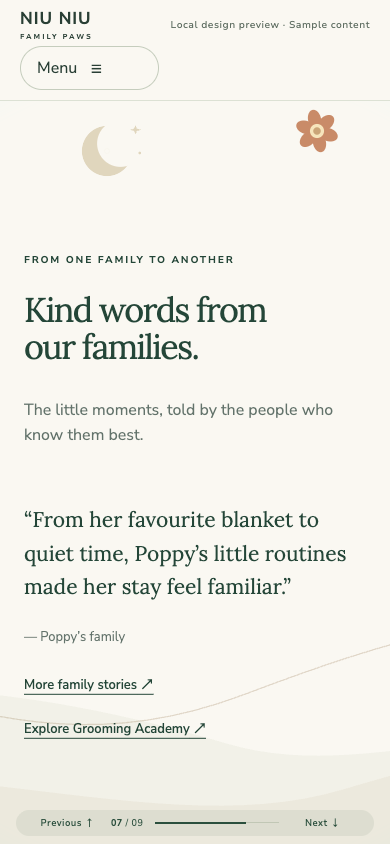 NIU NIU
FAMILY PAWS
Local design preview · Sample content
Menu ≡
FROM ONE FAMILY TO ANOTHER
Kind words from
our families.
The little moments, told by the people who
know them best.
“From her favourite blanket to
quiet time, Poppy’s little routines
made her stay feel familiar.”
— Poppy’s family
More family stories ↗
Explore Grooming Academy ↗
Previous ↑ 07 / 09 Next ↓